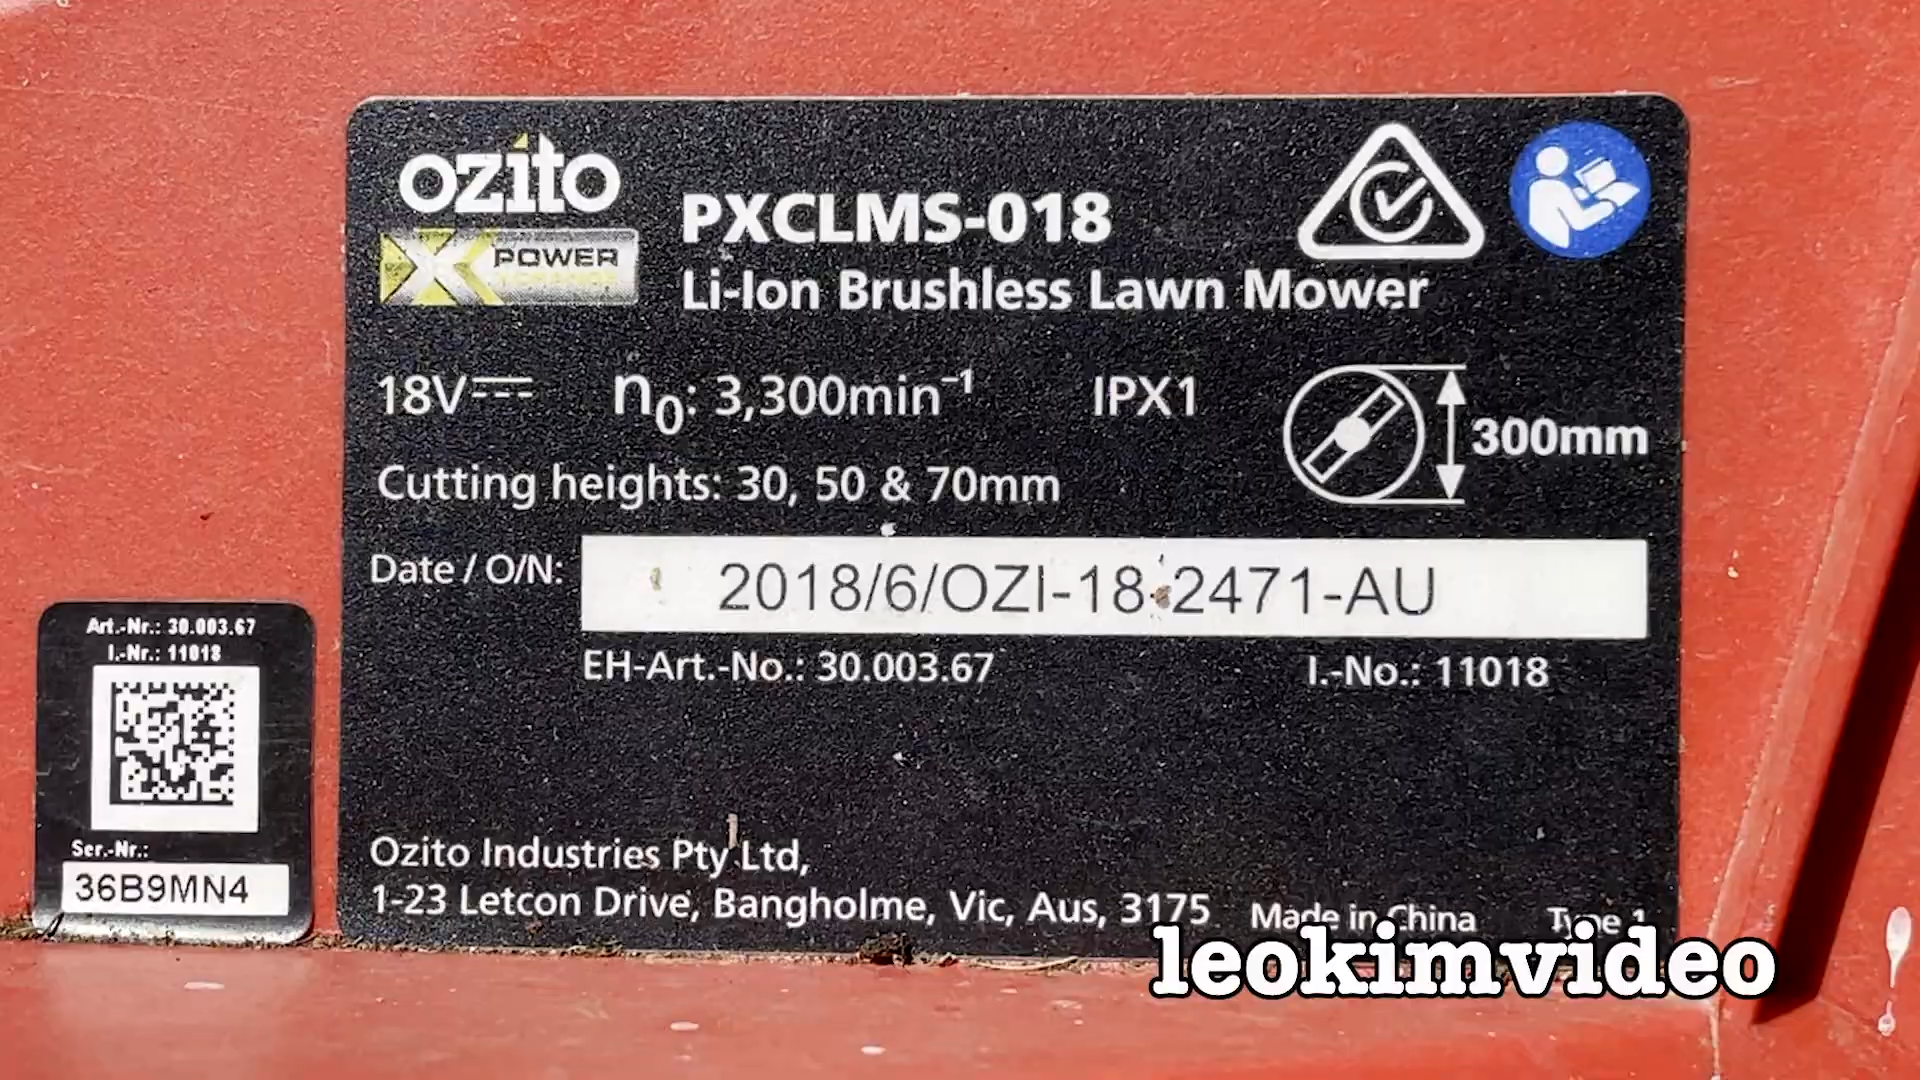 ozito
POWER
X CHANGE
PXCLMS-018
Li-Ion Brushless Lawn Mower
18V n0: 3,300min⁻¹ IPX1
300mm
Cutting heights: 30, 50 & 70mm
Date / O/N: 2018/6/OZI-18-2471-AU
EH-Art.-No.: 30.003.67 I.-No.: 11018
Ozito Industries Pty Ltd,
1-23 Letcon Drive, Bangholme, Vic, Aus, 3175 Made in China Type 1
Art.-Nr.: 30.003.67
I.-Nr.: 11018
Ser.-Nr.:
36B9MN4
leokimvideo